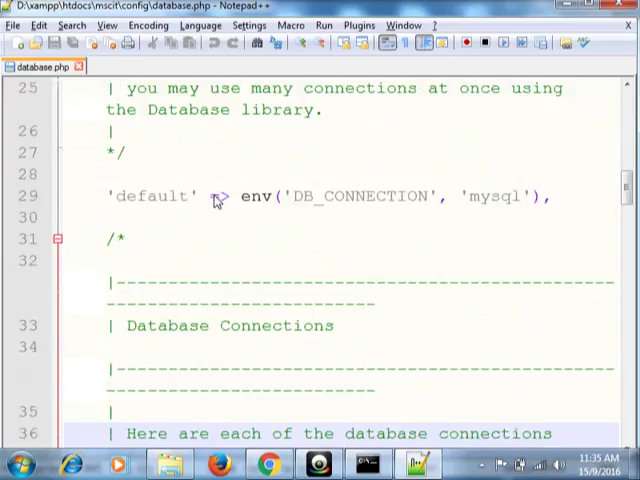 D:\xampp\htdocs\mscit\config\database.php - Notepad++
File Edit Search View Encoding Language Settings Macro Run Plugins Window ? X
database.php
25 | you may use many connections at once using
the Database library.
26 |
27 */
28
29 'default' => env('DB_CONNECTION', 'mysql'),
30
31 /*
32
|--------------------------------------------------------
------------------------------
33 | Database Connections
34
|--------------------------------------------------------
------------------------------
35 |
36 | Here are each of the database connections
11:35 AM
15/9/2016